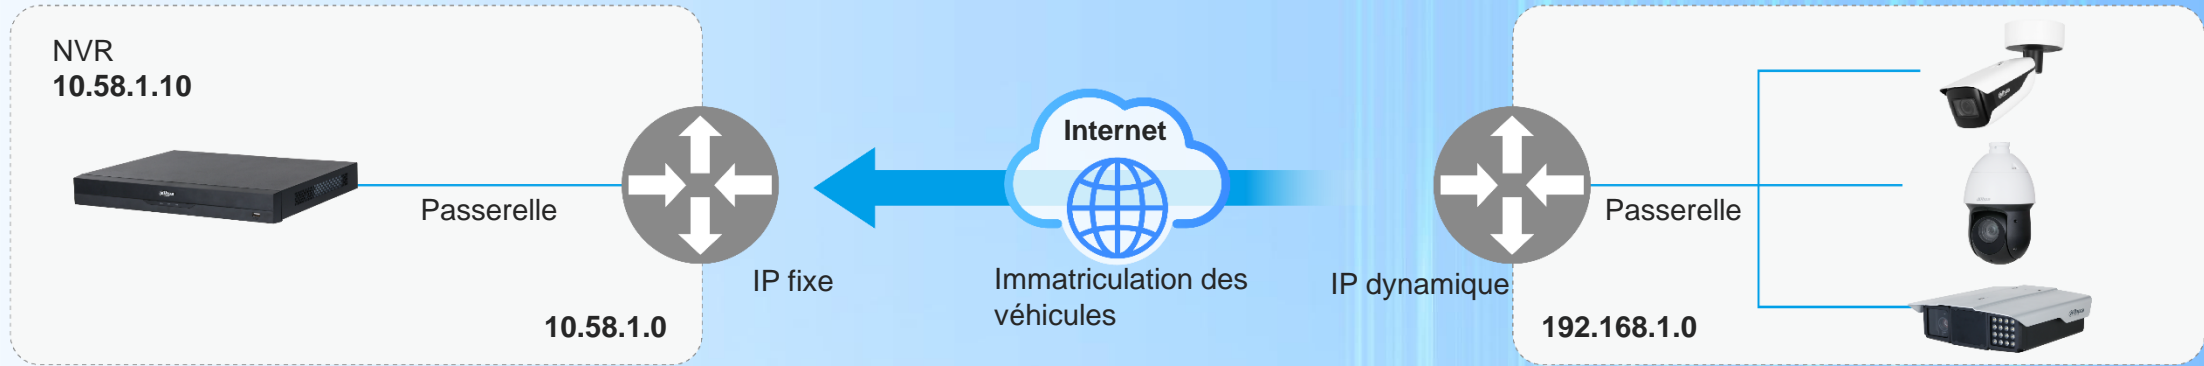 NVR
10.58.1.10
Passerelle
IP fixe
10.58.1.0
Internet
Immatriculation des
véhicules
IP dynamique
Passerelle
192.168.1.0